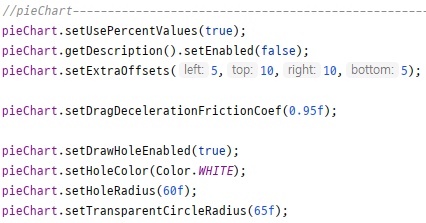 //pieChart--------------------------------------------------
pieChart.setUsePercentValues(true);
pieChart.getDescription().setEnabled(false);
pieChart.setExtraOffsets( left: 5, top: 10, right: 10, bottom: 5);
pieChart.setDragDecelerationFrictionCoef(0.95f);
pieChart.setDrawHoleEnabled(true);
pieChart.setHoleColor(Color.WHITE);
pieChart.setHoleRadius(60f);
pieChart.setTransparentCircleRadius(65f);